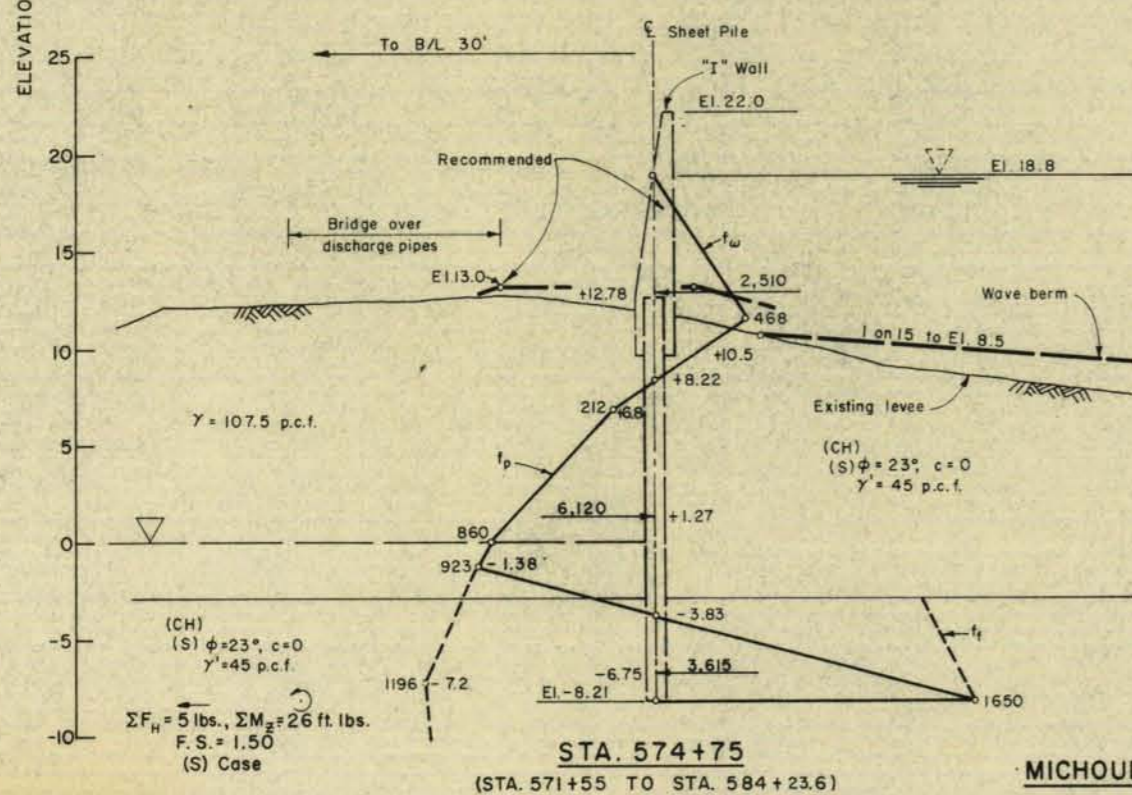 ELEVATIO
25
20
15
10
5
0
-5
-10
To B/L 30'
℄ Sheet Pile
"I" Wall
El. 22.0
Recommended
El. 18.8
Bridge over
discharge pipes
fω
El.13.0
+12.78
2,510
Wave berm
468
1 on 15 to El. 8.5
+10.5
+8.22
Existing levee
212
+6.8
γ = 107.5 p.c.f.
(CH)
(S) φ = 23°, c=0
γ' = 45 p.c.f.
fp
6,120
+1.27
860
923
-1.38
-3.83
ff
(CH)
(S) φ =23°, c=0
γ'=45 p.c.f.
-6.75
3,615
1196
-7.2
El.-8.21
1650
ΣFH = 5 lbs., ΣMz = 26 ft. lbs.
F. S. = 1.50
(S) Case
STA. 574+75
(STA. 571+55 TO STA. 584+23.6)
MICHOU